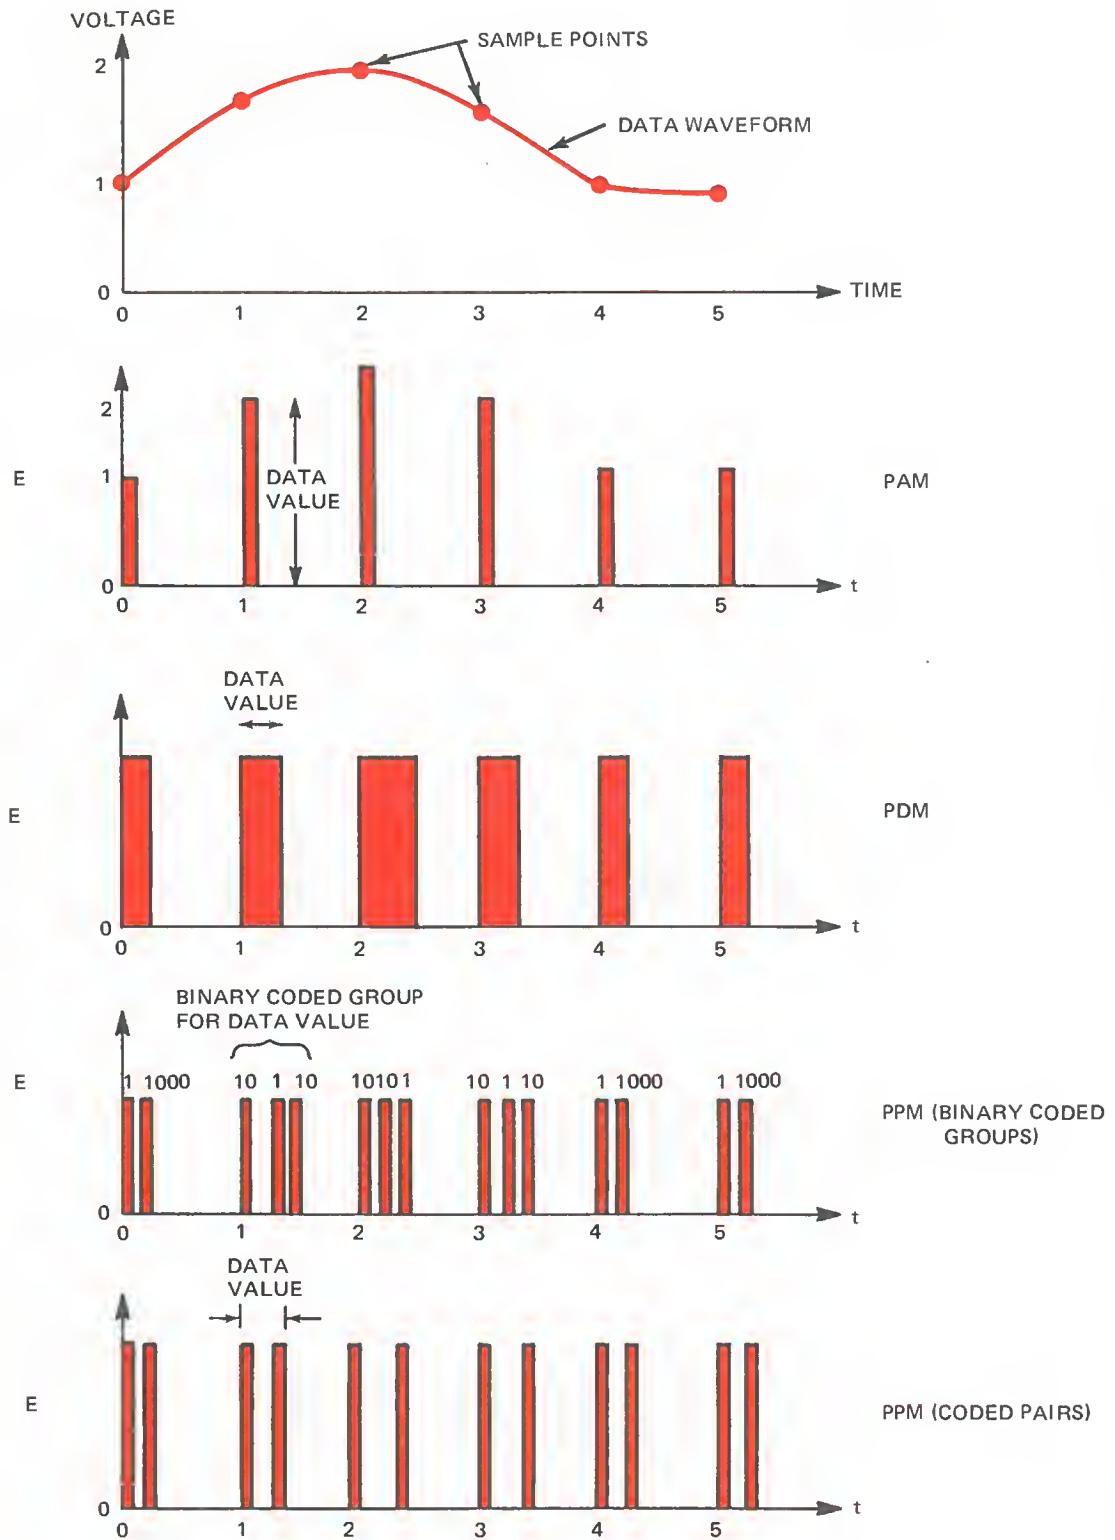 VOLTAGE
2
SAMPLE POINTS
DATA WAVEFORM
1
0
TIME
0 1 2 3 4 5
2
E
1
DATA
VALUE
PAM
0
t
0 1 2 3 4 5
DATA
VALUE
E
PDM
0
t
0 1 2 3 4 5
BINARY CODED GROUP
FOR DATA VALUE
E
1 1000 10 1 10 10101 10 1 10 1 1000 1 1000
PPM (BINARY CODED
GROUPS)
0
t
0 1 2 3 4 5
DATA
VALUE
E
PPM (CODED PAIRS)
0
t
0 1 2 3 4 5